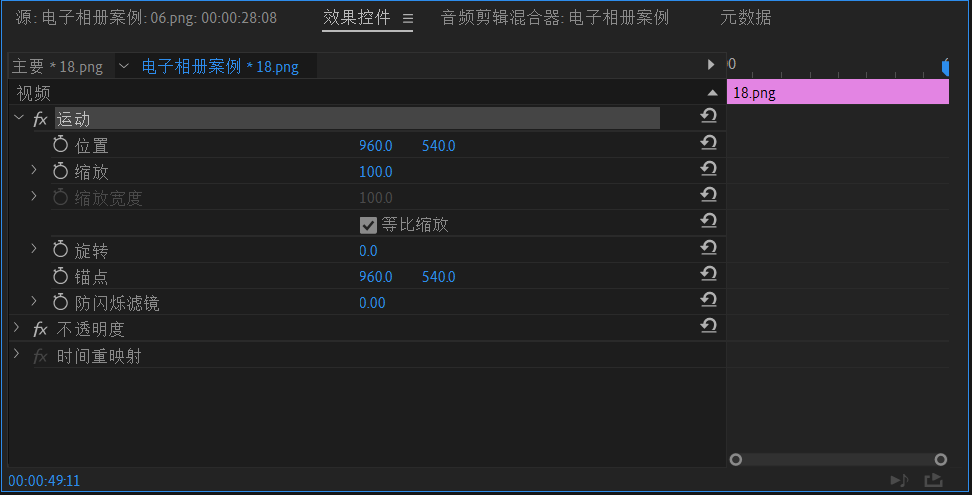 源: 电子相册案例: 06.png: 00:00:28:08 效果控件 音频剪辑混合器: 电子相册案例 元数据
主要 * 18.png 电子相册案例 * 18.png
视频 18.png
fx 运动
位置 960.0 540.0
缩放 100.0
缩放宽度 100.0
等比缩放
旋转 0.0
锚点 960.0 540.0
防闪烁滤镜 0.00
fx 不透明度
fx 时间重映射
00:00:49:11